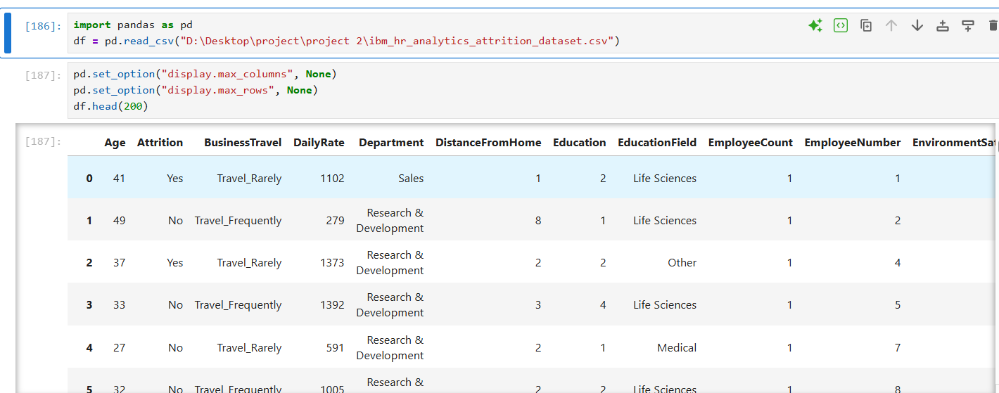 [186]: import pandas as pd
df = pd.read_csv("D:\Desktop\project\project 2\ibm_hr_analytics_attrition_dataset.csv")
[187]: pd.set_option("display.max_columns", None)
pd.set_option("display.max_rows", None)
df.head(200)
[187]: Age Attrition BusinessTravel DailyRate Department DistanceFromHome Education EducationField EmployeeCount EmployeeNumber
0 41 Yes Travel_Rarely 1102 Sales 1 2 Life Sciences 1 1
1 49 No Travel_Frequently 279 Research & Development 8 1 Life Sciences 1 2
2 37 Yes Travel_Rarely 1373 Research & Development 2 2 Other 1 4
3 33 No Travel_Frequently 1392 Research & Development 3 4 Life Sciences 1 5
4 27 No Travel_Rarely 591 Research & Development 2 1 Medical 1 7
5 32 No Travel_Frequently 1005 Research & 2 2 Life Sciences 1 8